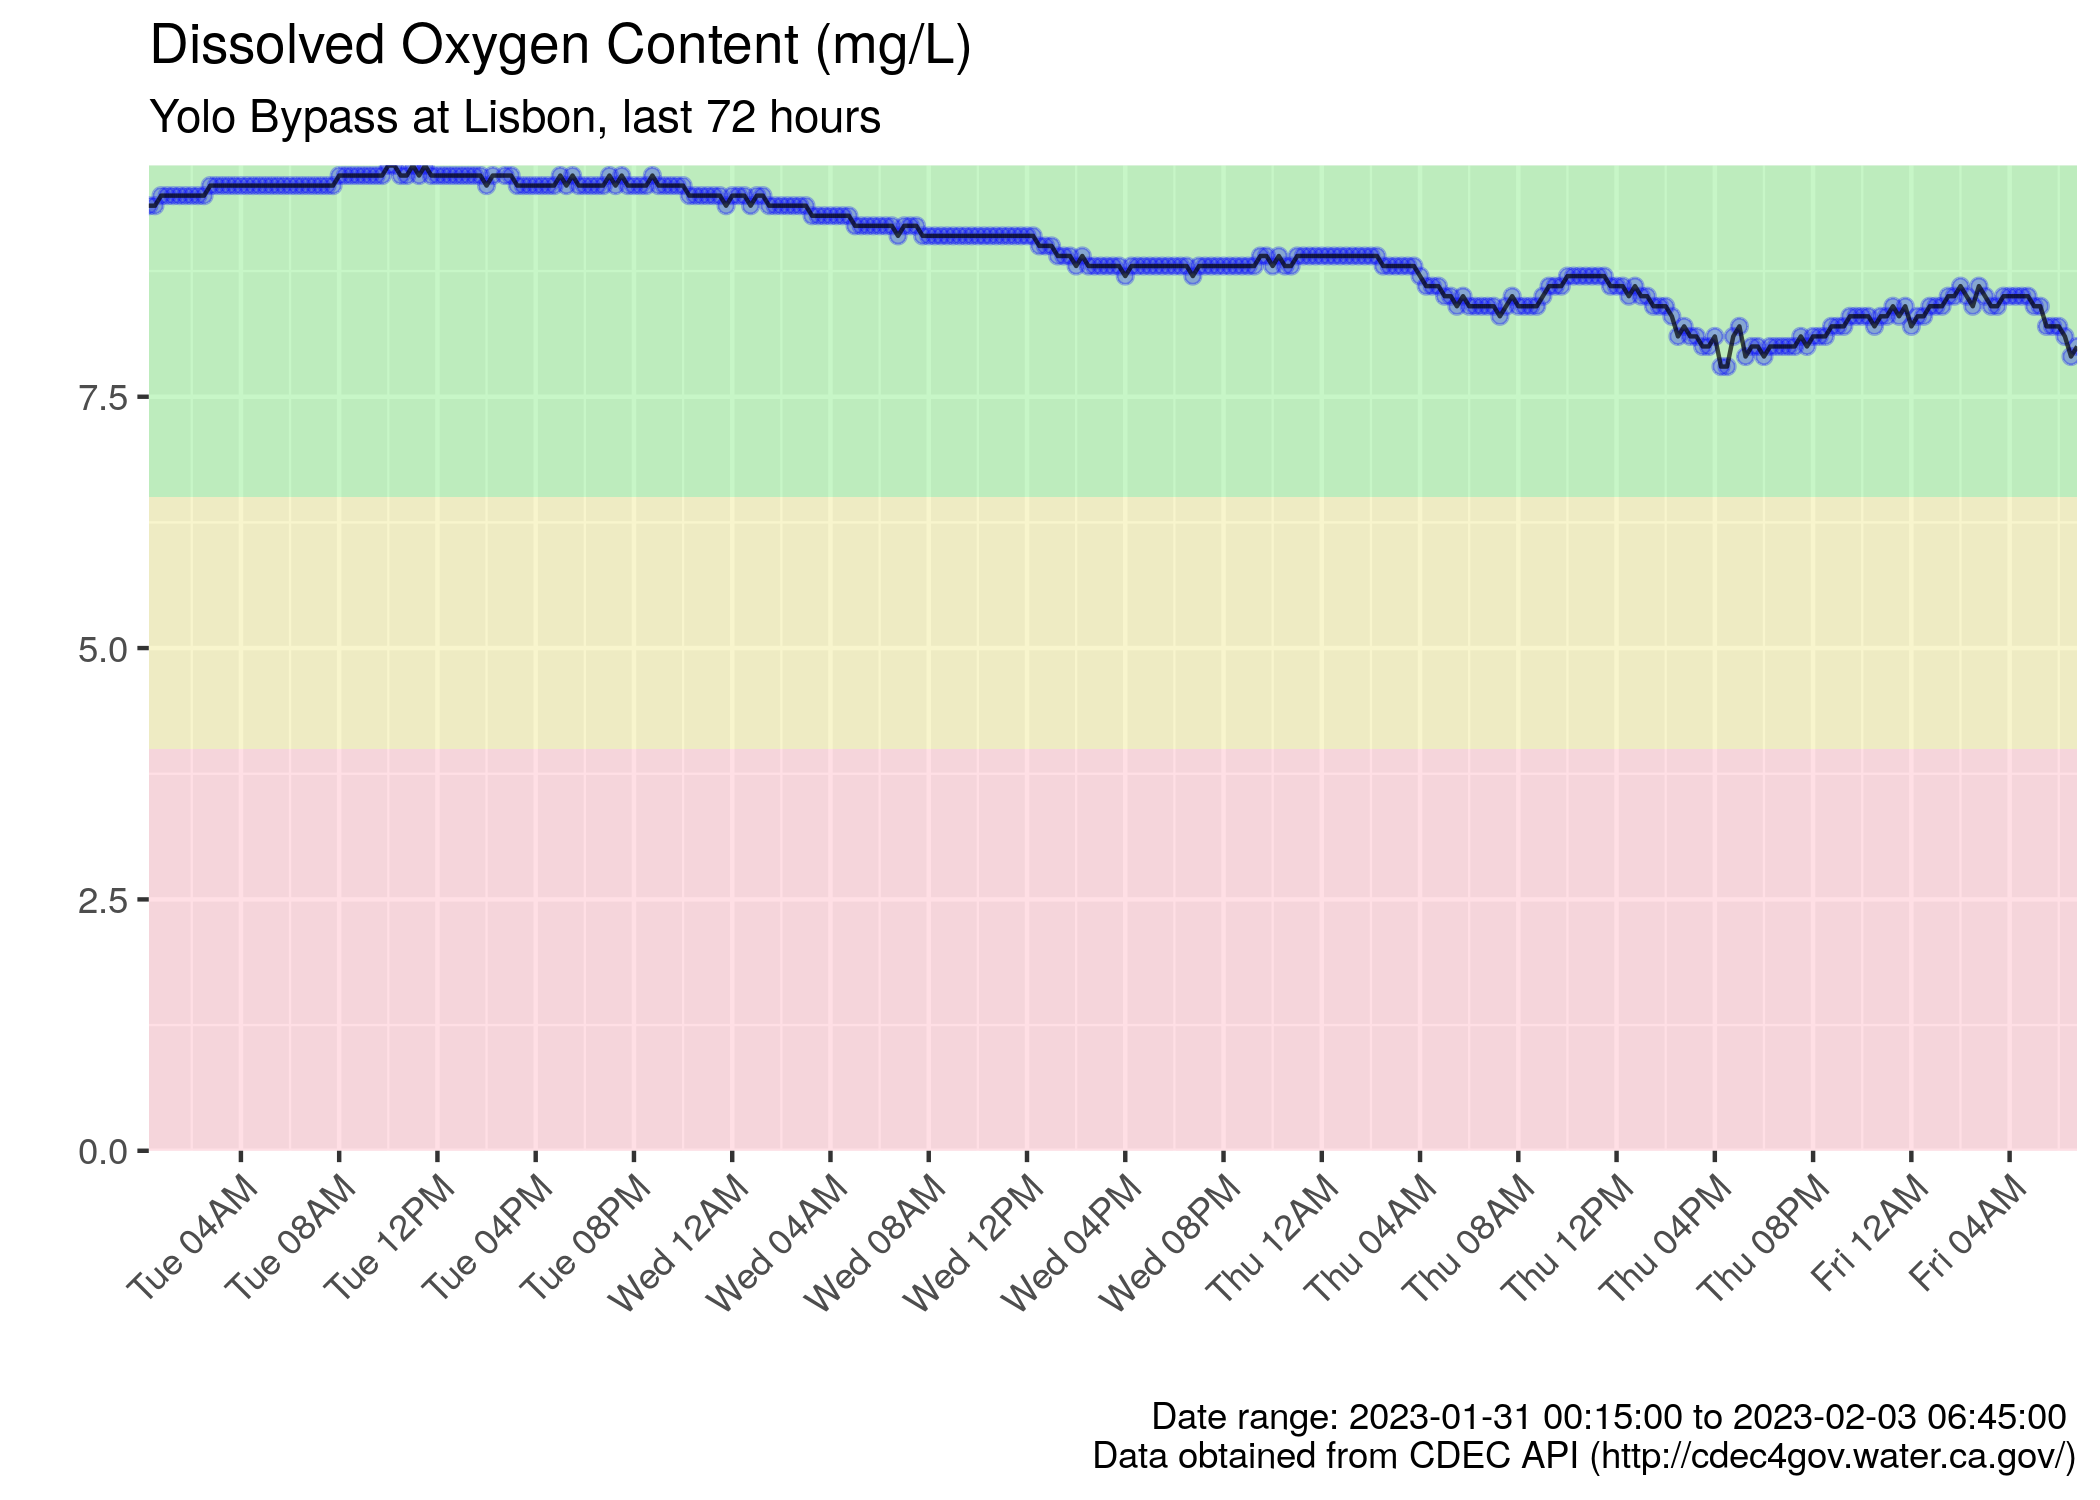 Dissolved Oxygen Content (mg/L)
Yolo Bypass at Lisbon, last 72 hours
7.5
5.0
2.5
0.0
Tue 04AM
Tue 08AM
Tue 12PM
Tue 04PM
Tue 08PM
Wed 12AM
Wed 04AM
Wed 08AM
Wed 12PM
Wed 04PM
Wed 08PM
Thu 12AM
Thu 04AM
Thu 08AM
Thu 12PM
Thu 04PM
Thu 08PM
Fri 12AM
Fri 04AM
Date range: 2023-01-31 00:15:00 to 2023-02-03 06:45:00
Data obtained from CDEC API (http://cdec4gov.water.ca.gov/)